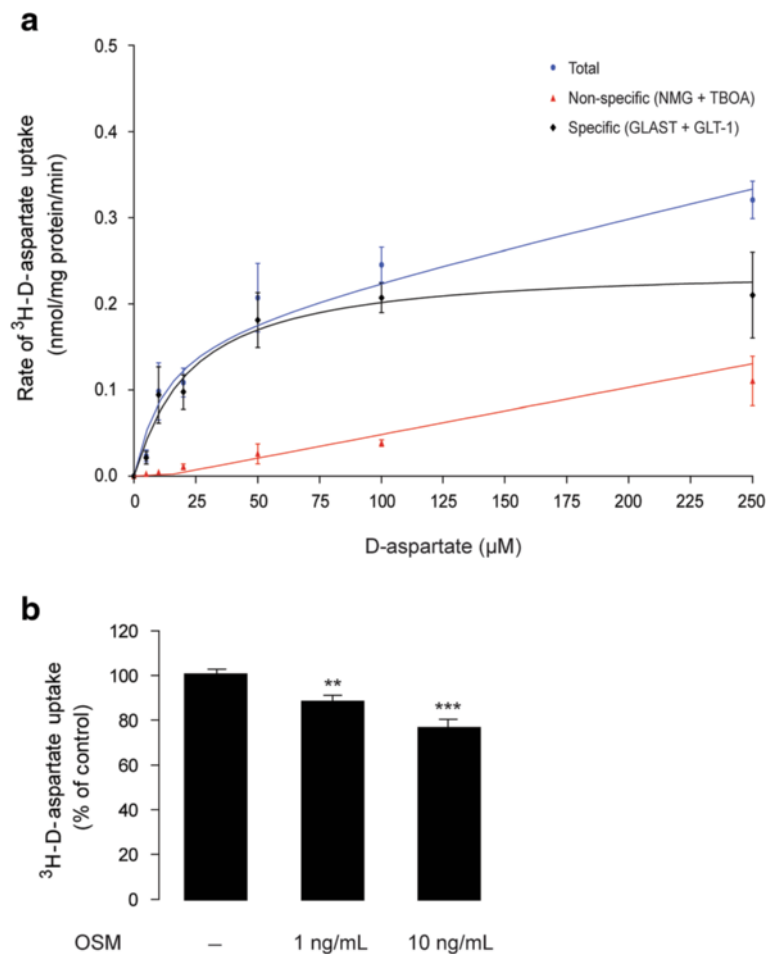 a
Rate of ³H-D-aspartate uptake
(nmol/mg protein/min)
0.5
0.4
0.3
0.2
0.1
0.0
Total
Non-specific (NMG + TBOA)
Specific (GLAST + GLT-1)
0 25 50 75 100 125 150 175 200 225 250
D-aspartate (µM)
b
³H-D-aspartate uptake
(% of control)
120
100
80
60
40
20
0
**
***
OSM – 1 ng/mL 10 ng/mL